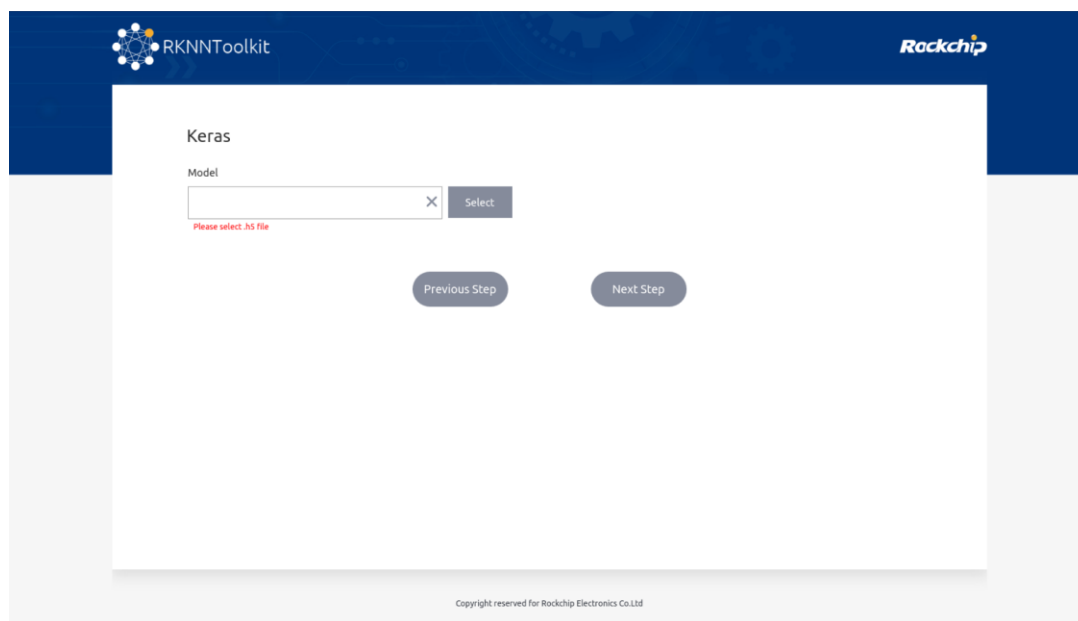 RKNNToolkit
Rockchip
Keras
Model
Select
Please select .h5 file
Previous Step
Next Step
Copyright reserved for Rockchip Electronics Co.Ltd